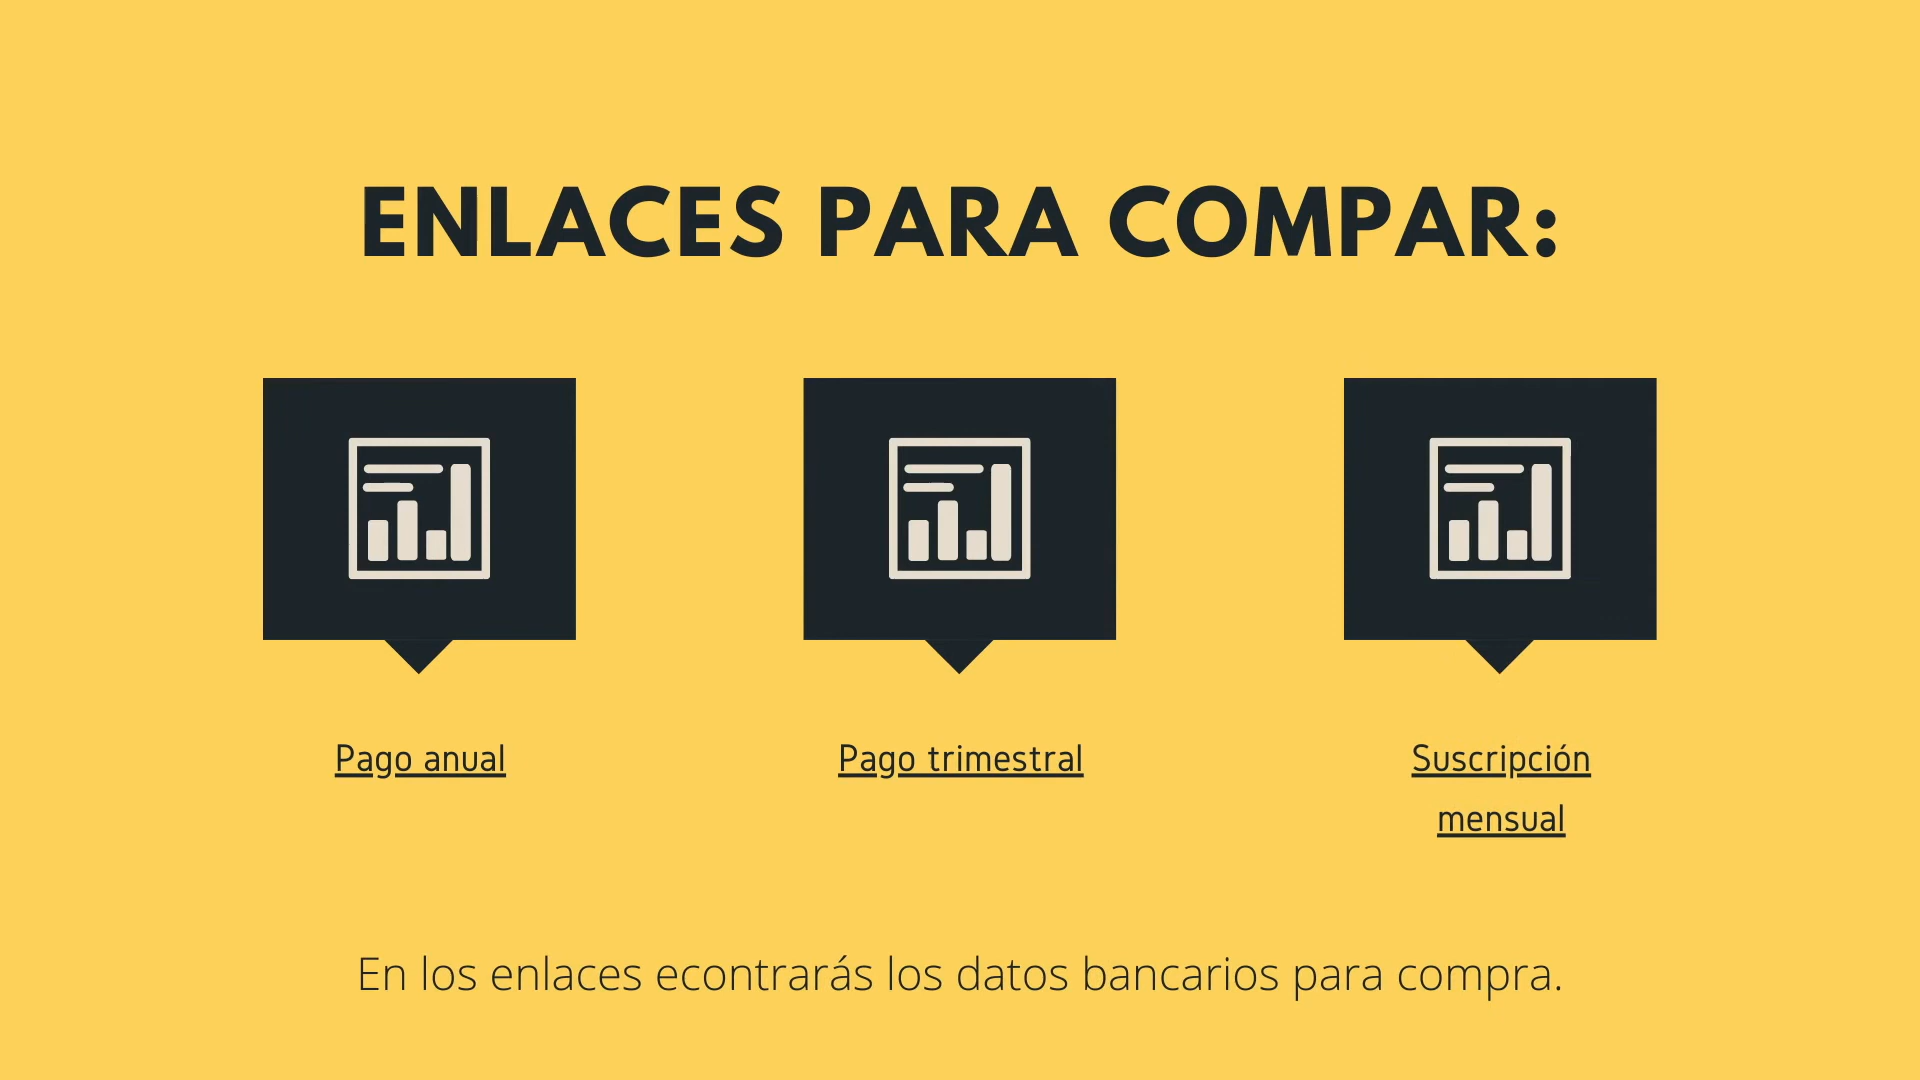 ENLACES PARA COMPAR:
Pago anual
Pago trimestral
Suscripción
mensual
En los enlaces econtrarás los datos bancarios para compra.